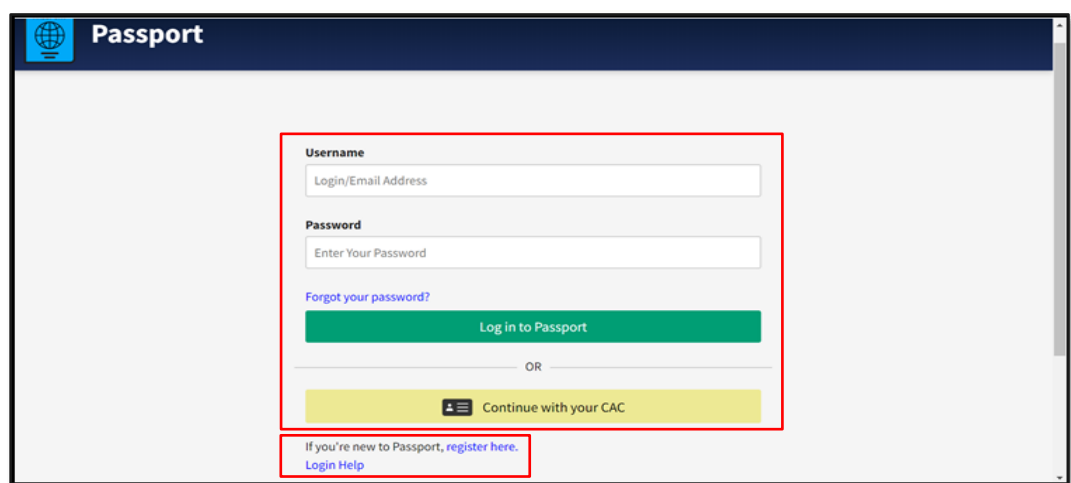 Passport
Username
Login/Email Address
Password
Enter Your Password
Forgot your password?
Log in to Passport
OR
Continue with your CAC
If you're new to Passport, register here.
Login Help